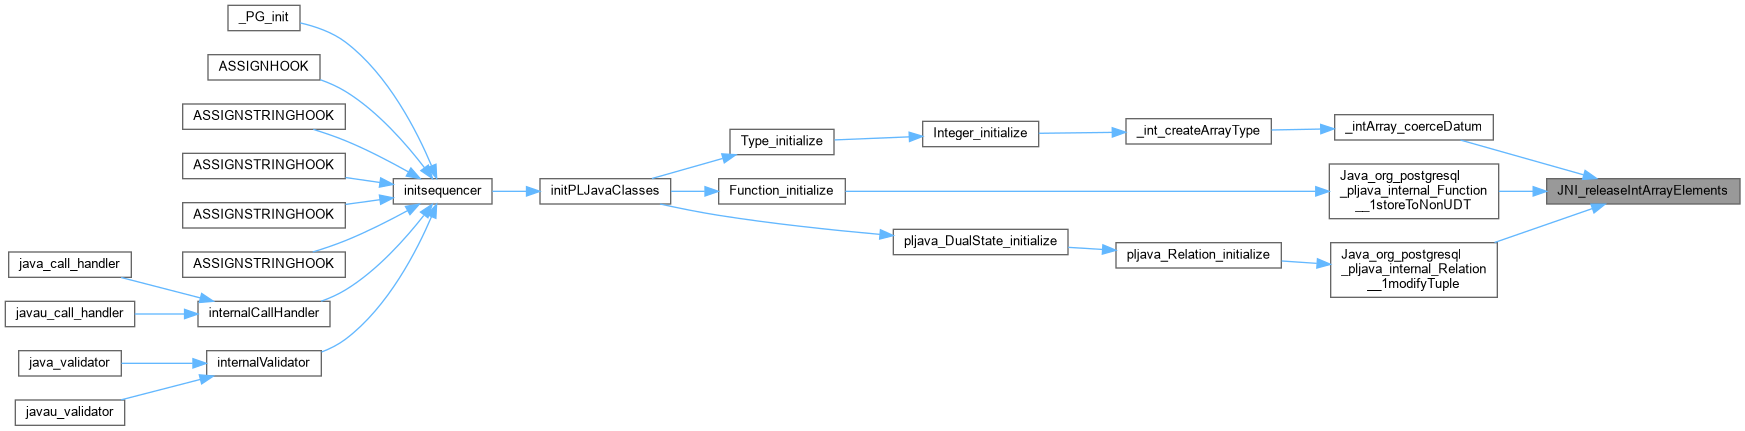 _PG_init
ASSIGNHOOK
ASSIGNSTRINGHOOK
ASSIGNSTRINGHOOK
ASSIGNSTRINGHOOK
ASSIGNSTRINGHOOK
java_call_handler
javau_call_handler
internalCallHandler
java_validator
javau_validator
internalValidator
initsequencer
initPLJavaClasses
Type_initialize
Function_initialize
pljava_DualState_initialize
Integer_initialize
_int_createArrayType
pljava_Relation_initialize
_intArray_coerceDatum
Java_org_postgresql
_pljava_internal_Function
__1storeToNonUDT
Java_org_postgresql
_pljava_internal_Relation
__1modifyTuple
JNI_releaseIntArrayElements